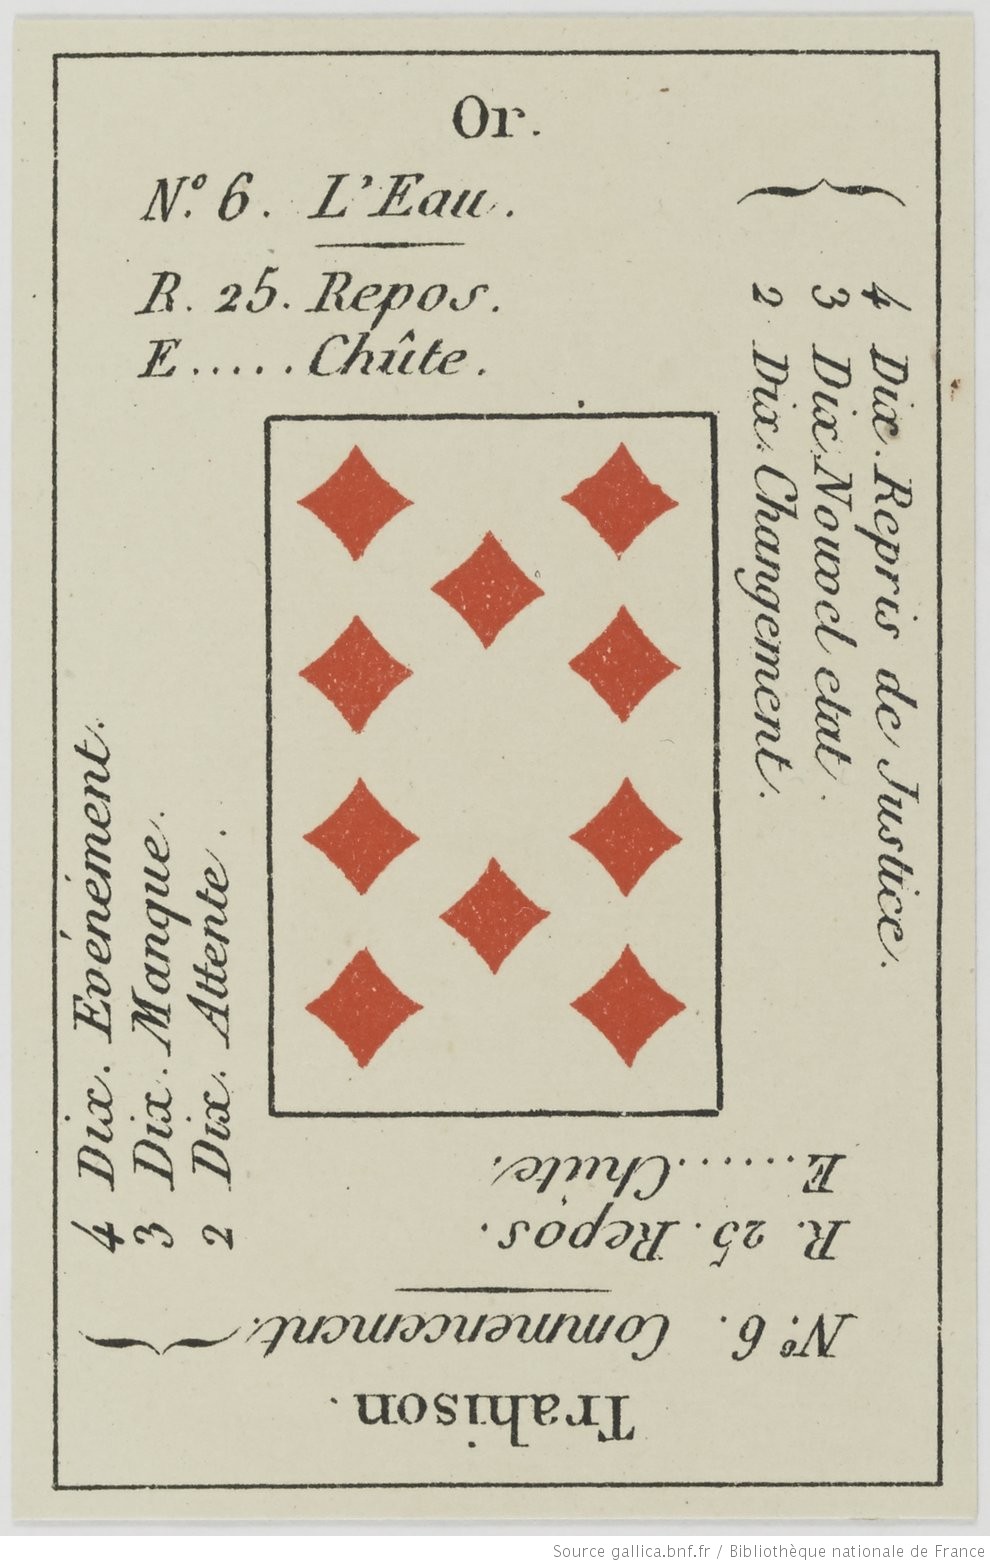 Or.
N.º 6. L'Eau.
R. 25. Repos.
E..... Chûte.
4 Dix. Repris de Justice.
3 Dix. Nouvel etat.
2 Dix. Changement.
4 Dix. Evénément.
3 Dix. Manque.
2 Dix. Attente.
Trahison.
N.º 6. Commencement.
R. 25. Repos.
E.....Chûte.
Source gallica.bnf.fr / Bibliothèque nationale de France